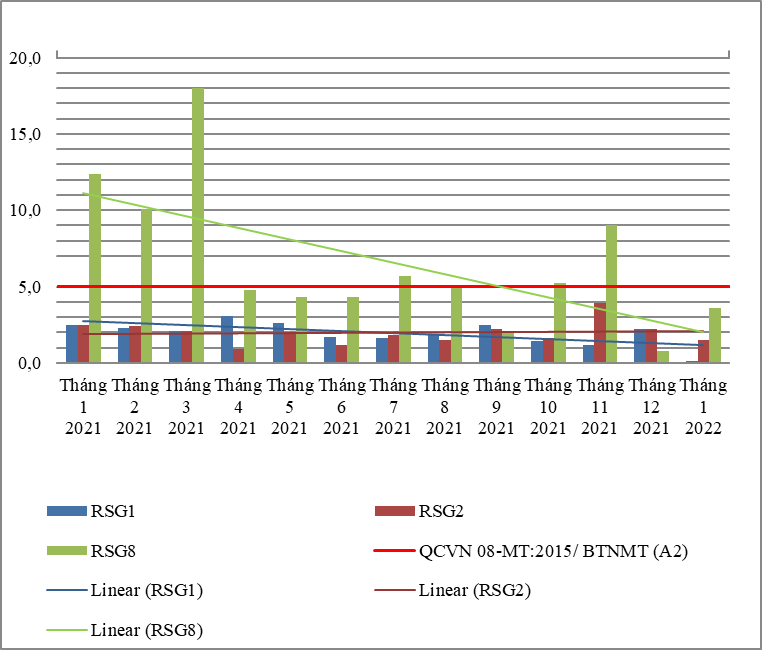 20,0
15,0
10,0
5,0
0,0
Tháng Tháng Tháng Tháng Tháng Tháng Tháng Tháng Tháng Tháng Tháng Tháng Tháng
1 2 3 4 5 6 7 8 9 10 11 12 1
2021 2021 2021 2021 2021 2021 2021 2021 2021 2021 2021 2021 2022
RSG1 RSG2
RSG8 QCVN 08-MT:2015/ BTNMT (A2)
Linear (RSG1) Linear (RSG2)
Linear (RSG8)